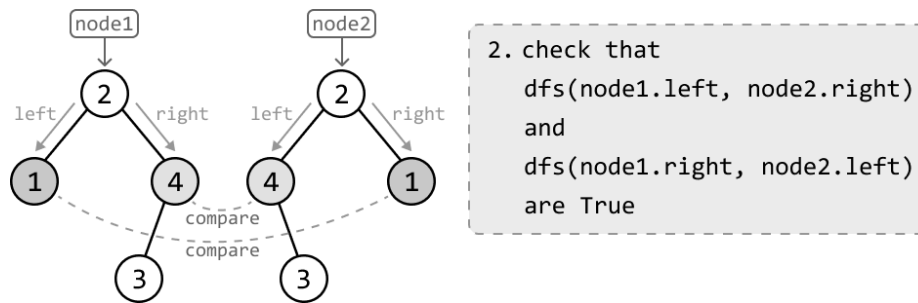 node1
node2
2
2
left
right
left
right
1
4
4
1
compare
compare
3
3
2. check that
dfs(node1.left, node2.right)
and
dfs(node1.right, node2.left)
are True